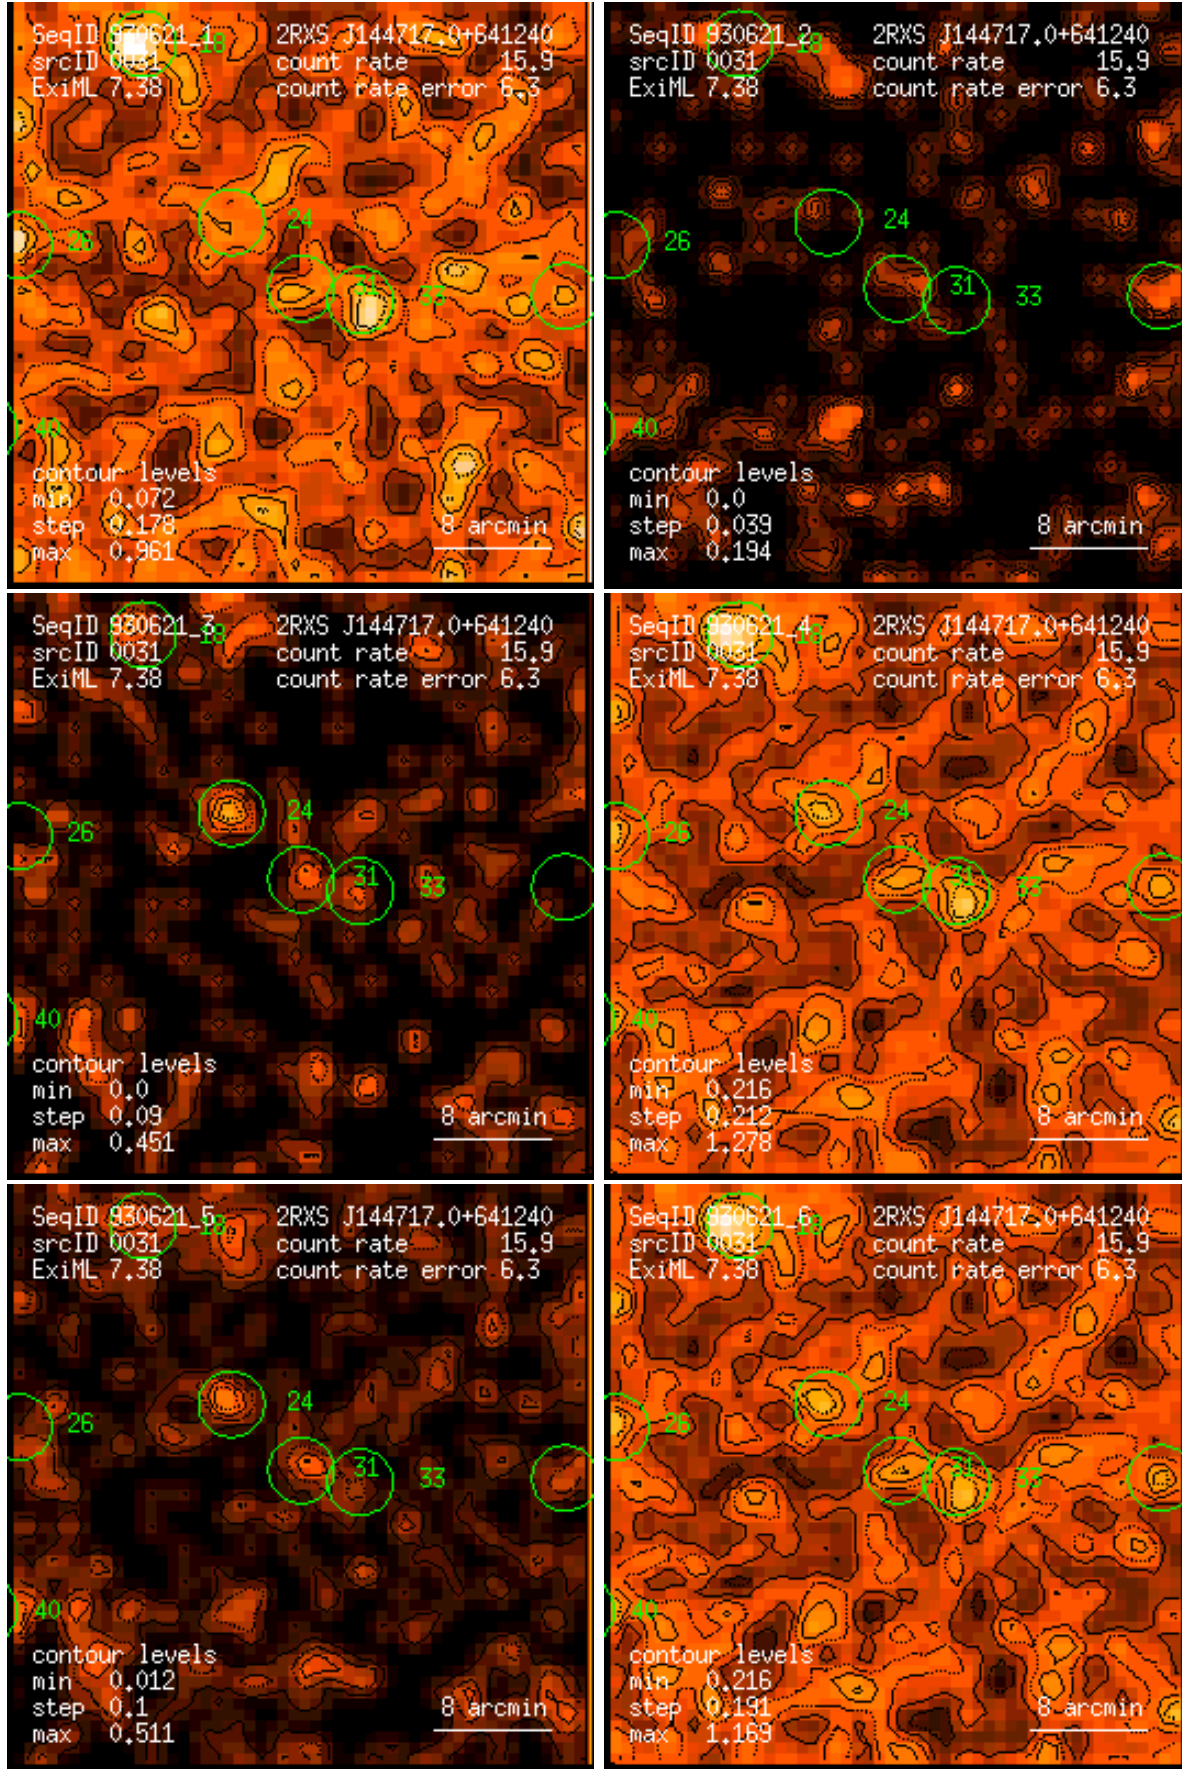 SeqID 930621_1 18 2RXS J144717.0+641240
srcID 0031 count rate 15.9
ExiML 7.38 count rate error 6.3
24
26
31 33
40
contour levels
min 0.072
step 0.178 8 arcmin
max 0.961
SeqID 930621_2 18 2RXS J144717.0+641240
srcID 0031 count rate 15.9
ExiML 7.38 count rate error 6.3
24
26
31 33
40
contour levels
min 0.0
step 0.039 8 arcmin
max 0.194
SeqID 930621_3 18 2RXS J144717.0+641240
srcID 0031 count rate 15.9
ExiML 7.38 count rate error 6.3
24
26
31 33
40
contour levels
min 0.0
step 0.09 8 arcmin
max 0.451
SeqID 930621_4 18 2RXS J144717.0+641240
srcID 0031 count rate 15.9
ExiML 7.38 count rate error 6.3
24
26
31 33
40
contour levels
min 0.216
step 0.212 8 arcmin
max 1.278
SeqID 930621_5 18 2RXS J144717.0+641240
srcID 0031 count rate 15.9
ExiML 7.38 count rate error 6.3
24
26
31 33
40
contour levels
min 0.012
step 0.1 8 arcmin
max 0.511
SeqID 930621_6 18 2RXS J144717.0+641240
srcID 0031 count rate 15.9
ExiML 7.38 count rate error 6.3
24
26
31 33
40
contour levels
min 0.216
step 0.191 8 arcmin
max 1.169